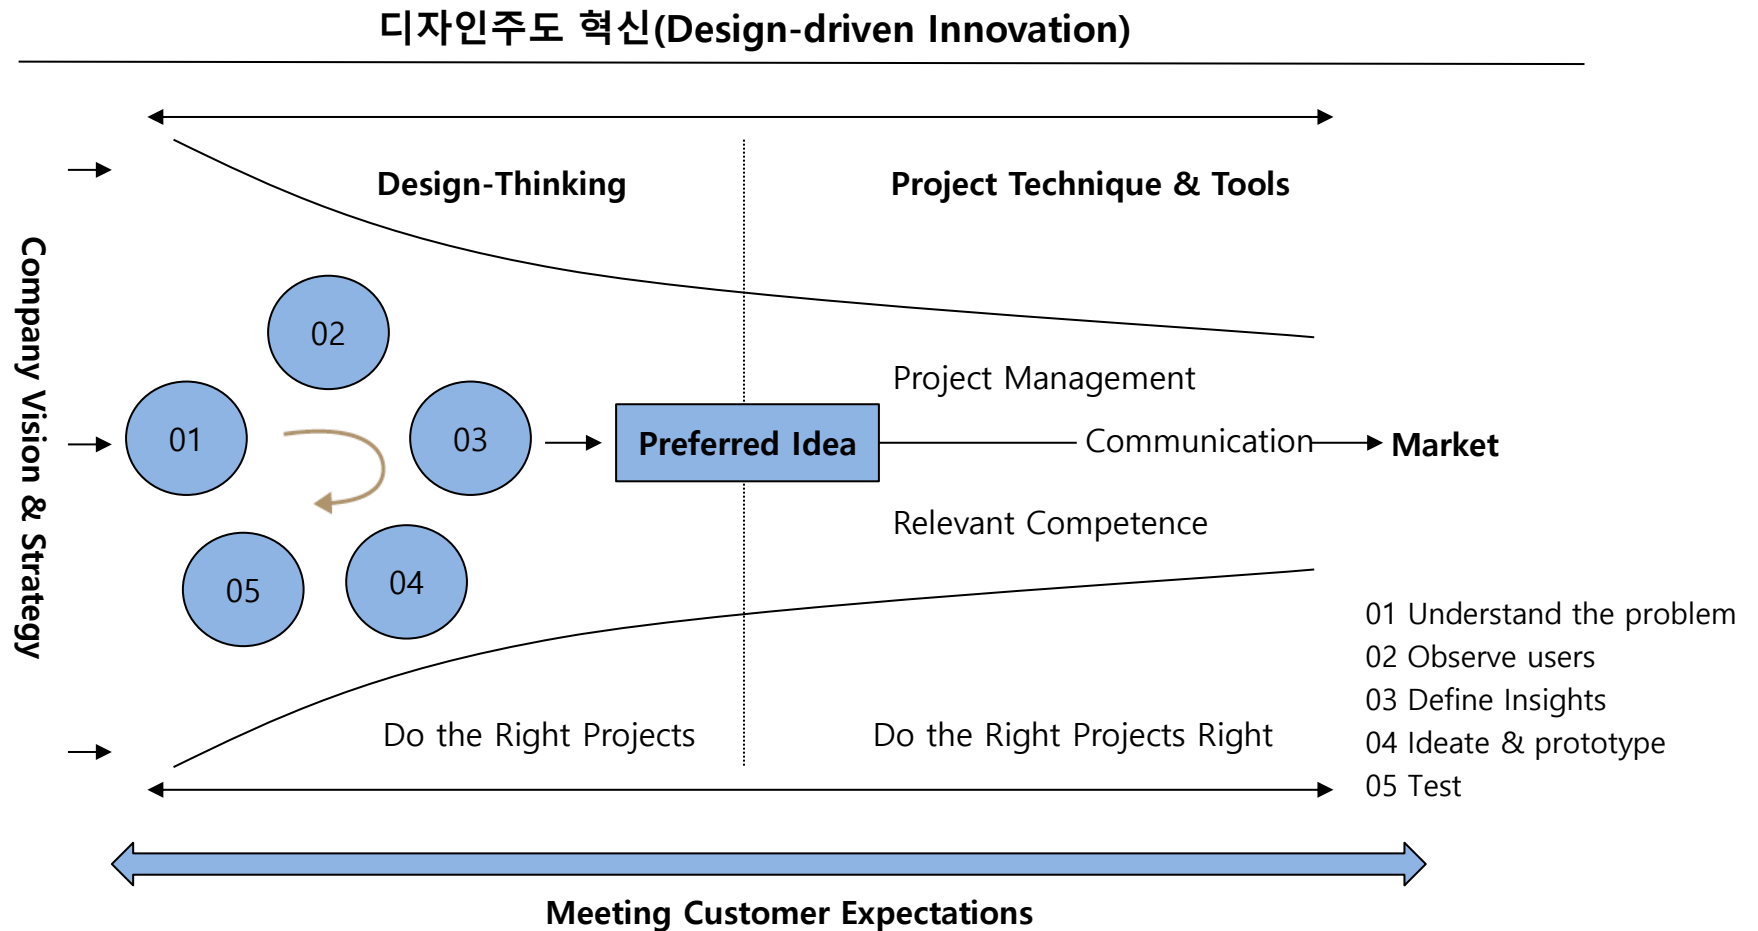 디자인주도 혁신(Design-driven Innovation)
Design-Thinking
Project Technique & Tools
Company Vision & Strategy
02
01
03
05
04
Preferred Idea
Project Management
Communication
Market
Relevant Competence
Do the Right Projects
Do the Right Projects Right
01 Understand the problem
02 Observe users
03 Define Insights
04 Ideate & prototype
05 Test
Meeting Customer Expectations